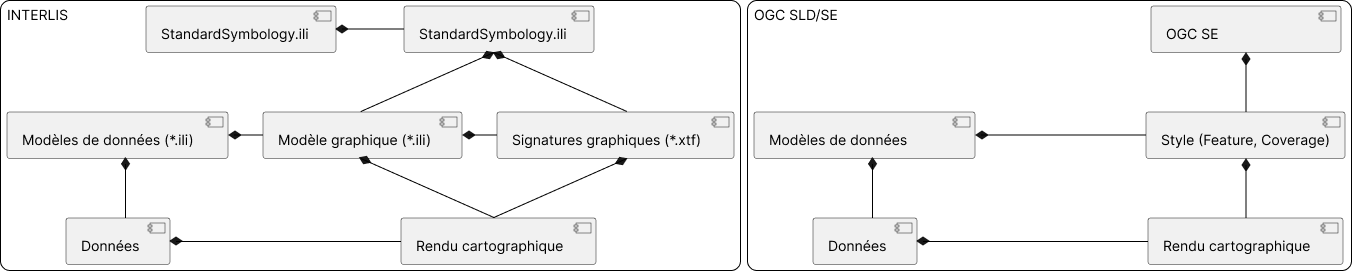 INTERLIS
StandardSymbology.ili
StandardSymbology.ili
Modèles de données (*.ili)
Modèle graphique (*.ili)
Signatures graphiques (*.xtf)
Données
Rendu cartographique
OGC SLD/SE
OGC SE
Modèles de données
Style (Feature, Coverage)
Données
Rendu cartographique